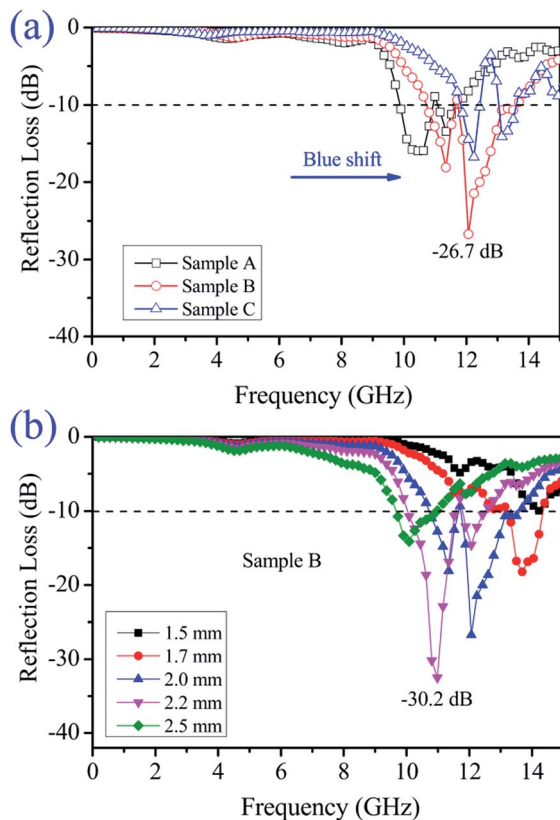 (a)
0
-10
-20
-30
-40
Reflection Loss (dB)
Blue shift
-26.7 dB
Sample A
Sample B
Sample C
0 2 4 6 8 10 12 14
Frequency (GHz)
(b)
0
-10
-20
-30
-40
Reflection Loss (dB)
Sample B
1.5 mm
1.7 mm
2.0 mm
2.2 mm
2.5 mm
-30.2 dB
0 2 4 6 8 10 12 14
Frequency (GHz)